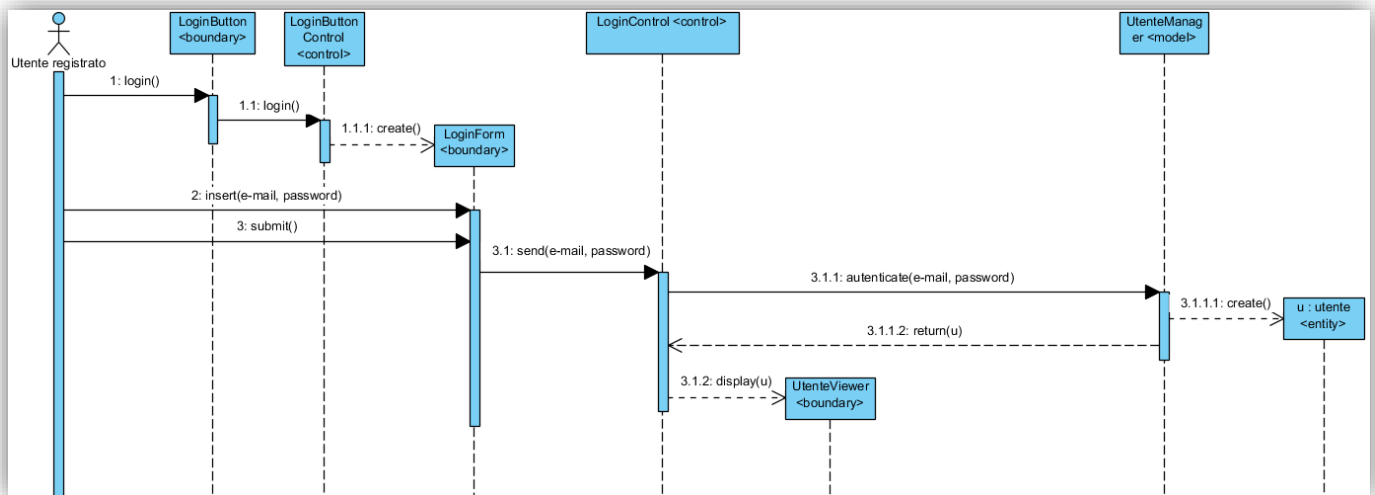 LoginButton
<boundary>
LoginButton
Control
<control>
LoginControl <control>
UtenteManag
er <model>
Utente registrato
1: login()
1.1: login()
1.1.1: create()
LoginForm
<boundary>
2: insert(e-mail, password)
3: submit()
3.1: send(e-mail, password)
3.1.1: autenticate(e-mail, password)
3.1.1.1: create()
u : utente
<entity>
3.1.1.2: return(u)
3.1.2: display(u)
UtenteViewer
<boundary>